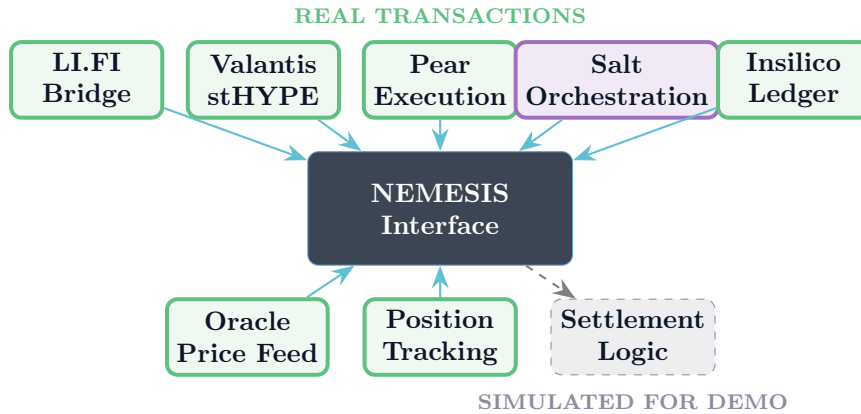 REAL TRANSACTIONS
LI.FI
Bridge
Valantis
stHYPE
Pear
Execution
Salt
Orchestration
Insilico
Ledger
NEMESIS
Interface
Oracle
Price Feed
Position
Tracking
Settlement
Logic
SIMULATED FOR DEMO